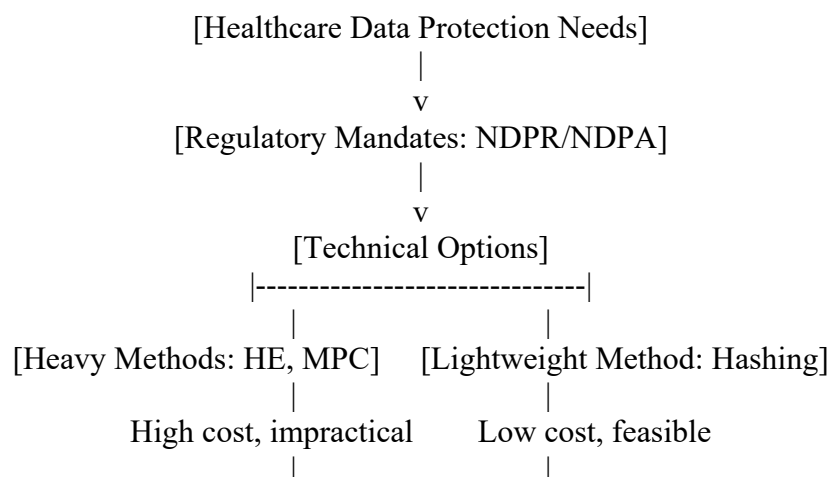 [Healthcare Data Protection Needs]
|
v
[Regulatory Mandates: NDPR/NDPA]
|
v
[Technical Options]
|-------------------------------|
| |
[Heavy Methods: HE, MPC] [Lightweight Method: Hashing]
| |
High cost, impractical Low cost, feasible
| |